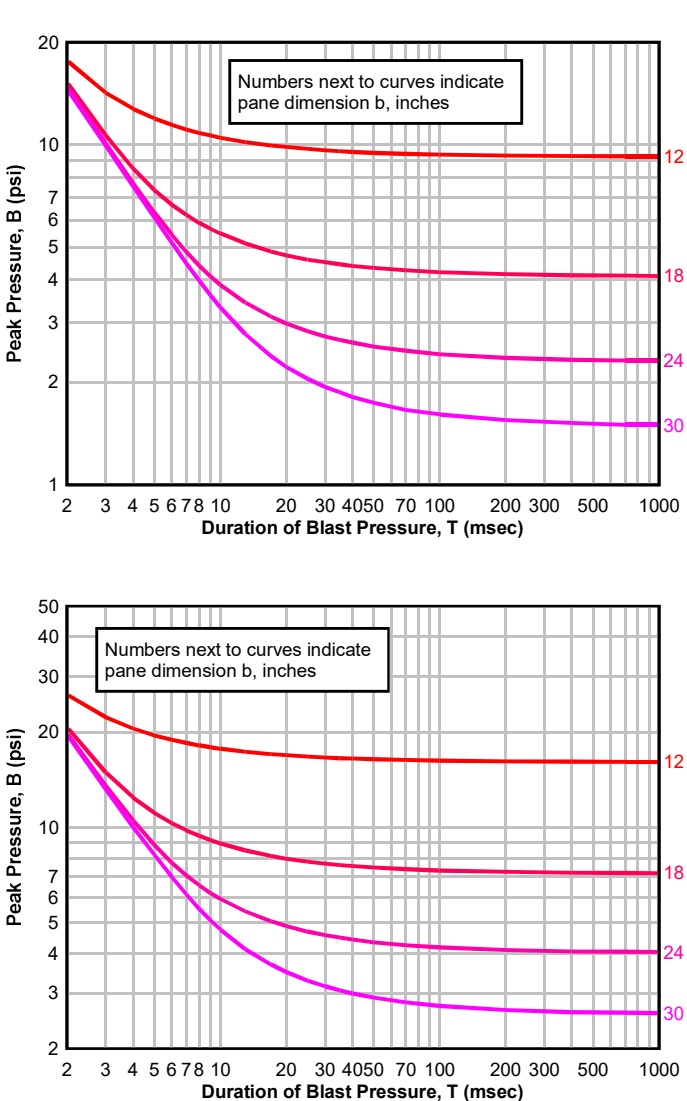 20
10
7
6
5
4
3
2
1
Peak Pressure, B (psi)
Numbers next to curves indicate
pane dimension b, inches
12
18
24
30
2 3 4 5 6 7 8 10 20 30 40 50 70 100 200 300 500 1000
Duration of Blast Pressure, T (msec)
50
40
30
20
10
7
6
5
4
3
2
Peak Pressure, B (psi)
Numbers next to curves indicate
pane dimension b, inches
12
18
24
30
2 3 4 5 6 7 8 10 20 30 40 50 70 100 200 300 500 1000
Duration of Blast Pressure, T (msec)